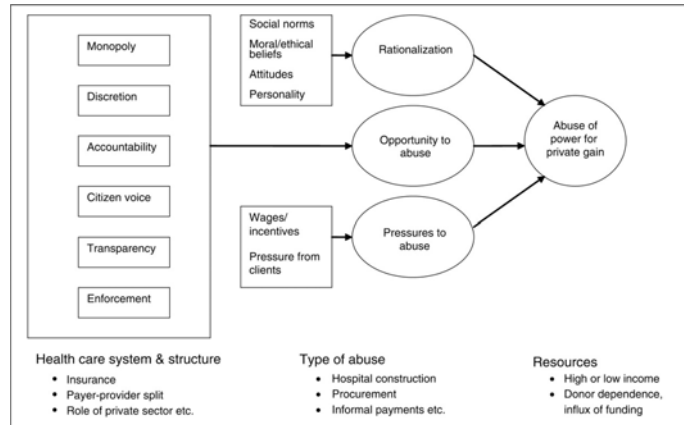 Monopoly
Discretion
Accountability
Citizen voice
Transparency
Enforcement
Social norms
Moral/ethical
beliefs
Attitudes
Personality
Rationalization
Opportunity to
abuse
Wages/
incentives
Pressure from
clients
Pressures to
abuse
Abuse of
power for
private gain
Health care system & structure
• Insurance
• Payer-provider split
• Role of private sector etc.
Type of abuse
• Hospital construction
• Procurement
• Informal payments etc.
Resources
• High or low income
• Donor dependence,
influx of funding